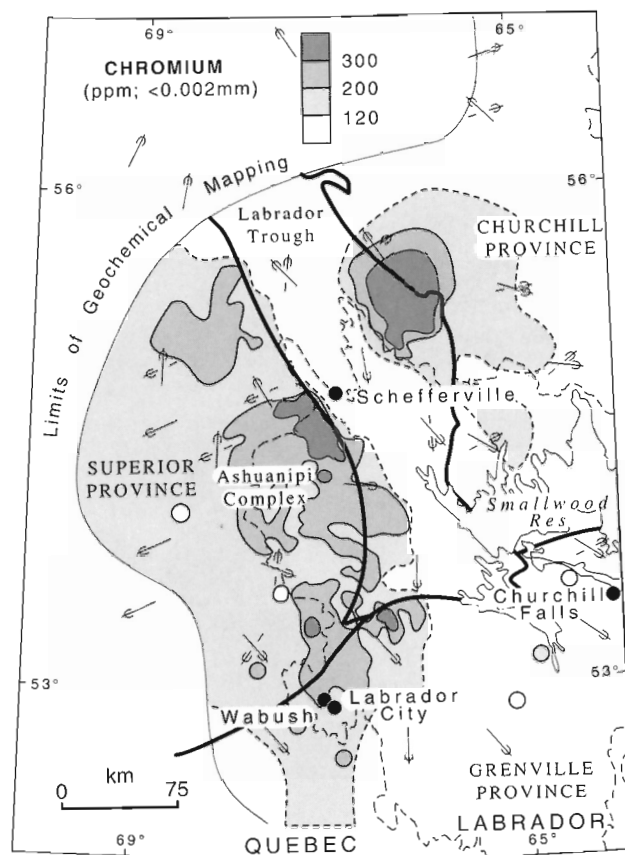 69°
65°
CHROMIUM
(ppm; <0.002mm)
300
200
120
56°
56°
Limits of Geochemical Mapping
Labrador
Trough
CHURCHILL
PROVINCE
Schefferville
SUPERIOR
PROVINCE
Ashuanipi
Complex
Smallwood
Res
Churchill
Falls
53°
53°
Wabush
Labrador
City
km
0
75
GRENVILLE
PROVINCE
LABRADOR
69°
QUEBEC
65°